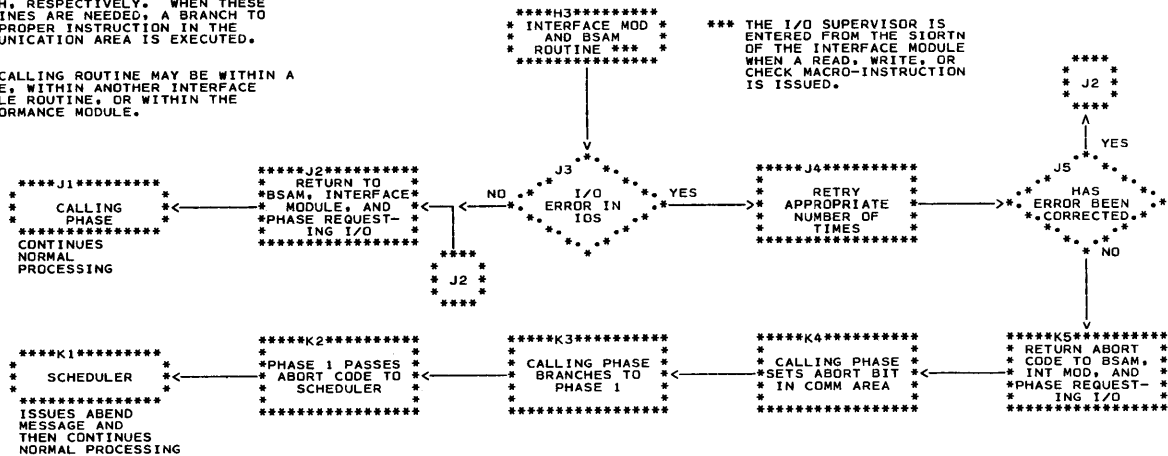 H, RESPECTIVELY. WHEN THESE
INES ARE NEEDED, A BRANCH TO
PROPER INSTRUCTION IN THE
UNICATION AREA IS EXECUTED.
CALLING ROUTINE MAY BE WITHIN A
E, WITHIN ANOTHER INTERFACE
LE ROUTINE, OR WITHIN THE
ORMANCE MODULE.
H3
INTERFACE MOD
AND BSAM
ROUTINE ***
*** THE I/O SUPERVISOR IS
ENTERED FROM THE SIORTN
OF THE INTERFACE MODULE
WHEN A READ, WRITE, OR
CHECK MACRO-INSTRUCTION
IS ISSUED.
J2
YES
J1
CALLING
PHASE
CONTINUES
NORMAL
PROCESSING
J2
RETURN TO
BSAM, INTERFACE
MODULE, AND
PHASE REQUEST-
ING I/O
J2
NO
J3
I/O
ERROR IN
IOS
YES
J4
RETRY
APPROPRIATE
NUMBER OF
TIMES
J5
HAS
ERROR BEEN
CORRECTED
NO
K1
SCHEDULER
ISSUES ABEND
MESSAGE AND
THEN CONTINUES
NORMAL PROCESSING
K2
PHASE 1 PASSES
ABORT CODE TO
SCHEDULER
K3
CALLING PHASE
BRANCHES TO
PHASE 1
K4
CALLING PHASE
SETS ABORT BIT
IN COMM AREA
K5
RETURN ABORT
CODE TO BSAM,
INT MOD, AND
PHASE REQUEST-
ING I/O